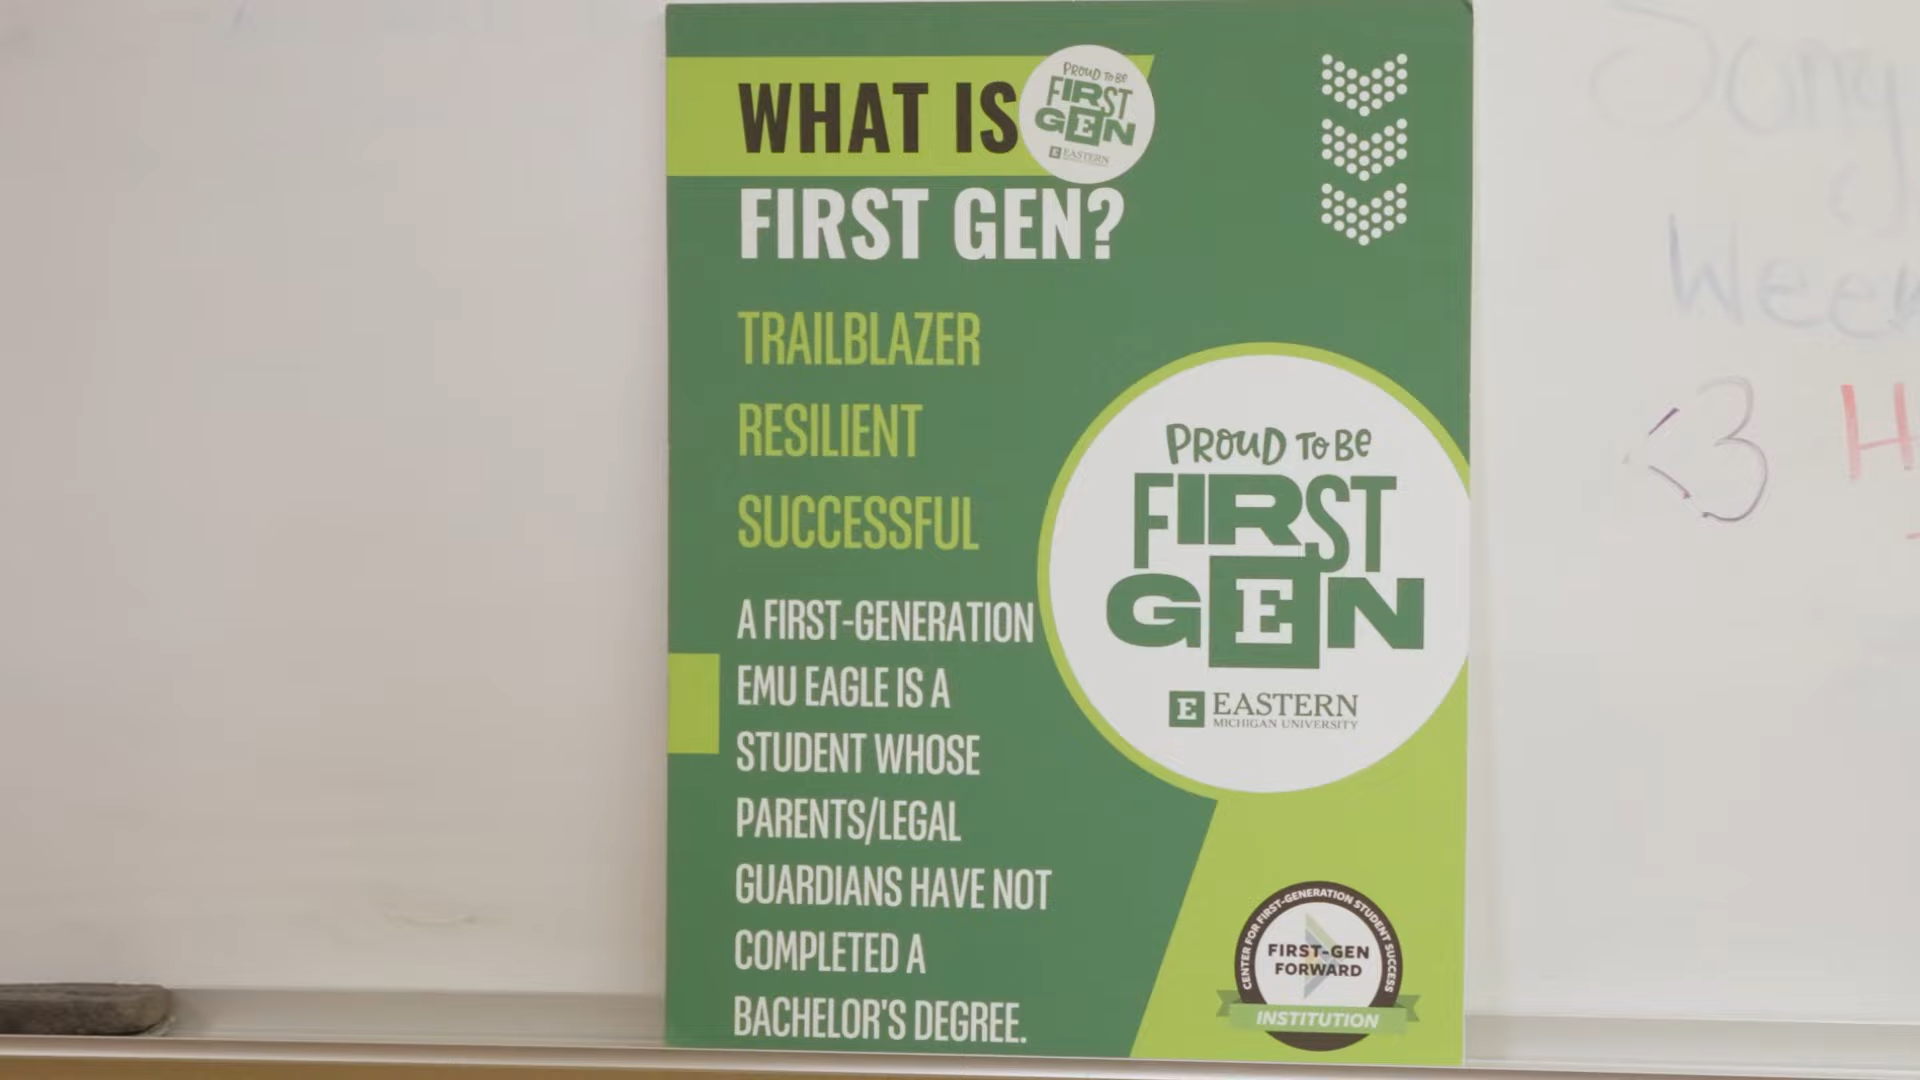 WHAT IS
PROUD TO BE
FIRST
GEN
E EASTERN
FIRST GEN?
TRAILBLAZER
RESILIENT
SUCCESSFUL
A FIRST-GENERATION
EMU EAGLE IS A
STUDENT WHOSE
PARENTS/LEGAL
GUARDIANS HAVE NOT
COMPLETED A
BACHELOR'S DEGREE.
PROUD TO BE
FIRST
GEN
E EASTERN
MICHIGAN UNIVERSITY
CENTER FOR FIRST-GENERATION STUDENT SUCCESS
FIRST-GEN
FORWARD
INSTITUTION
<3 H